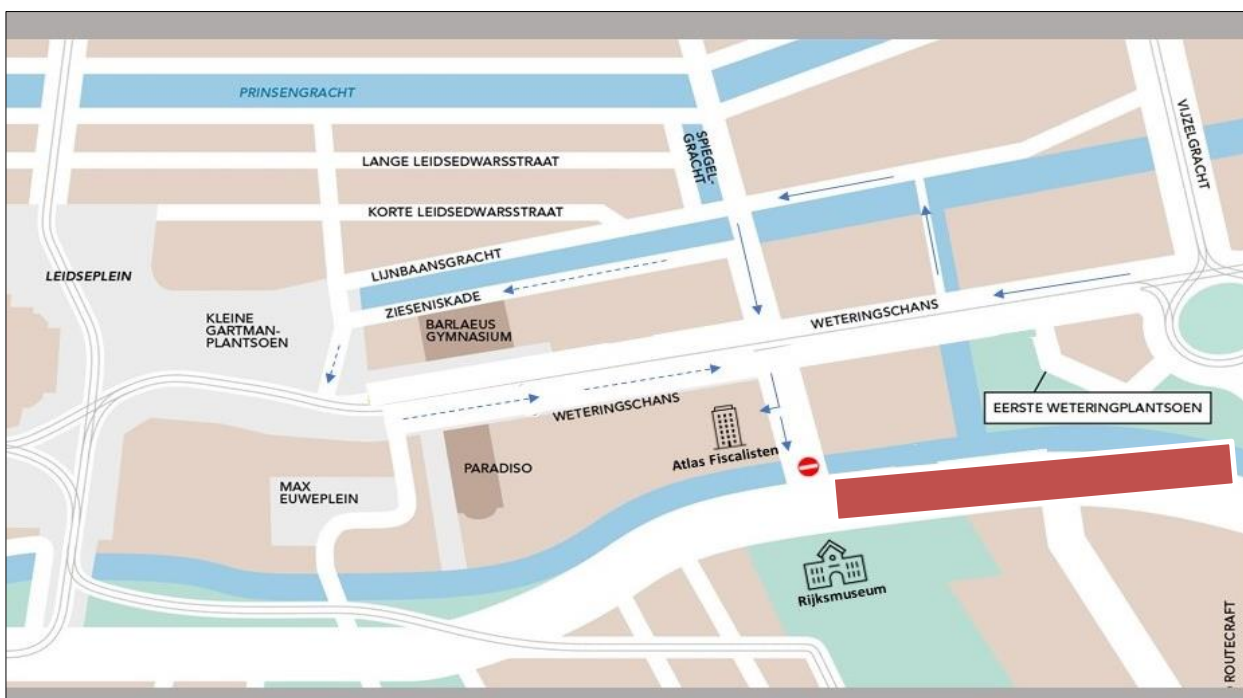 PRINSENGRACHT
SPIEGEL-
GRACHT
VIJZELGRACHT
LANGE LEIDSEDWARSSTRAAT
KORTE LEIDSEDWARSSTRAAT
LEIDSEPLEIN
LIJNBAANSGRACHT
ZIESENISKADE
KLEINE
GARTMAN-
PLANTSOEN
BARLAEUS
GYMNASIUM
WETERINGSCHANS
WETERINGSCHANS
EERSTE WETERINGPLANTSOEN
Atlas Fiscalisten
PARADISO
MAX
EUWEPLEIN
Rijksmuseum
ROUTECRAFT